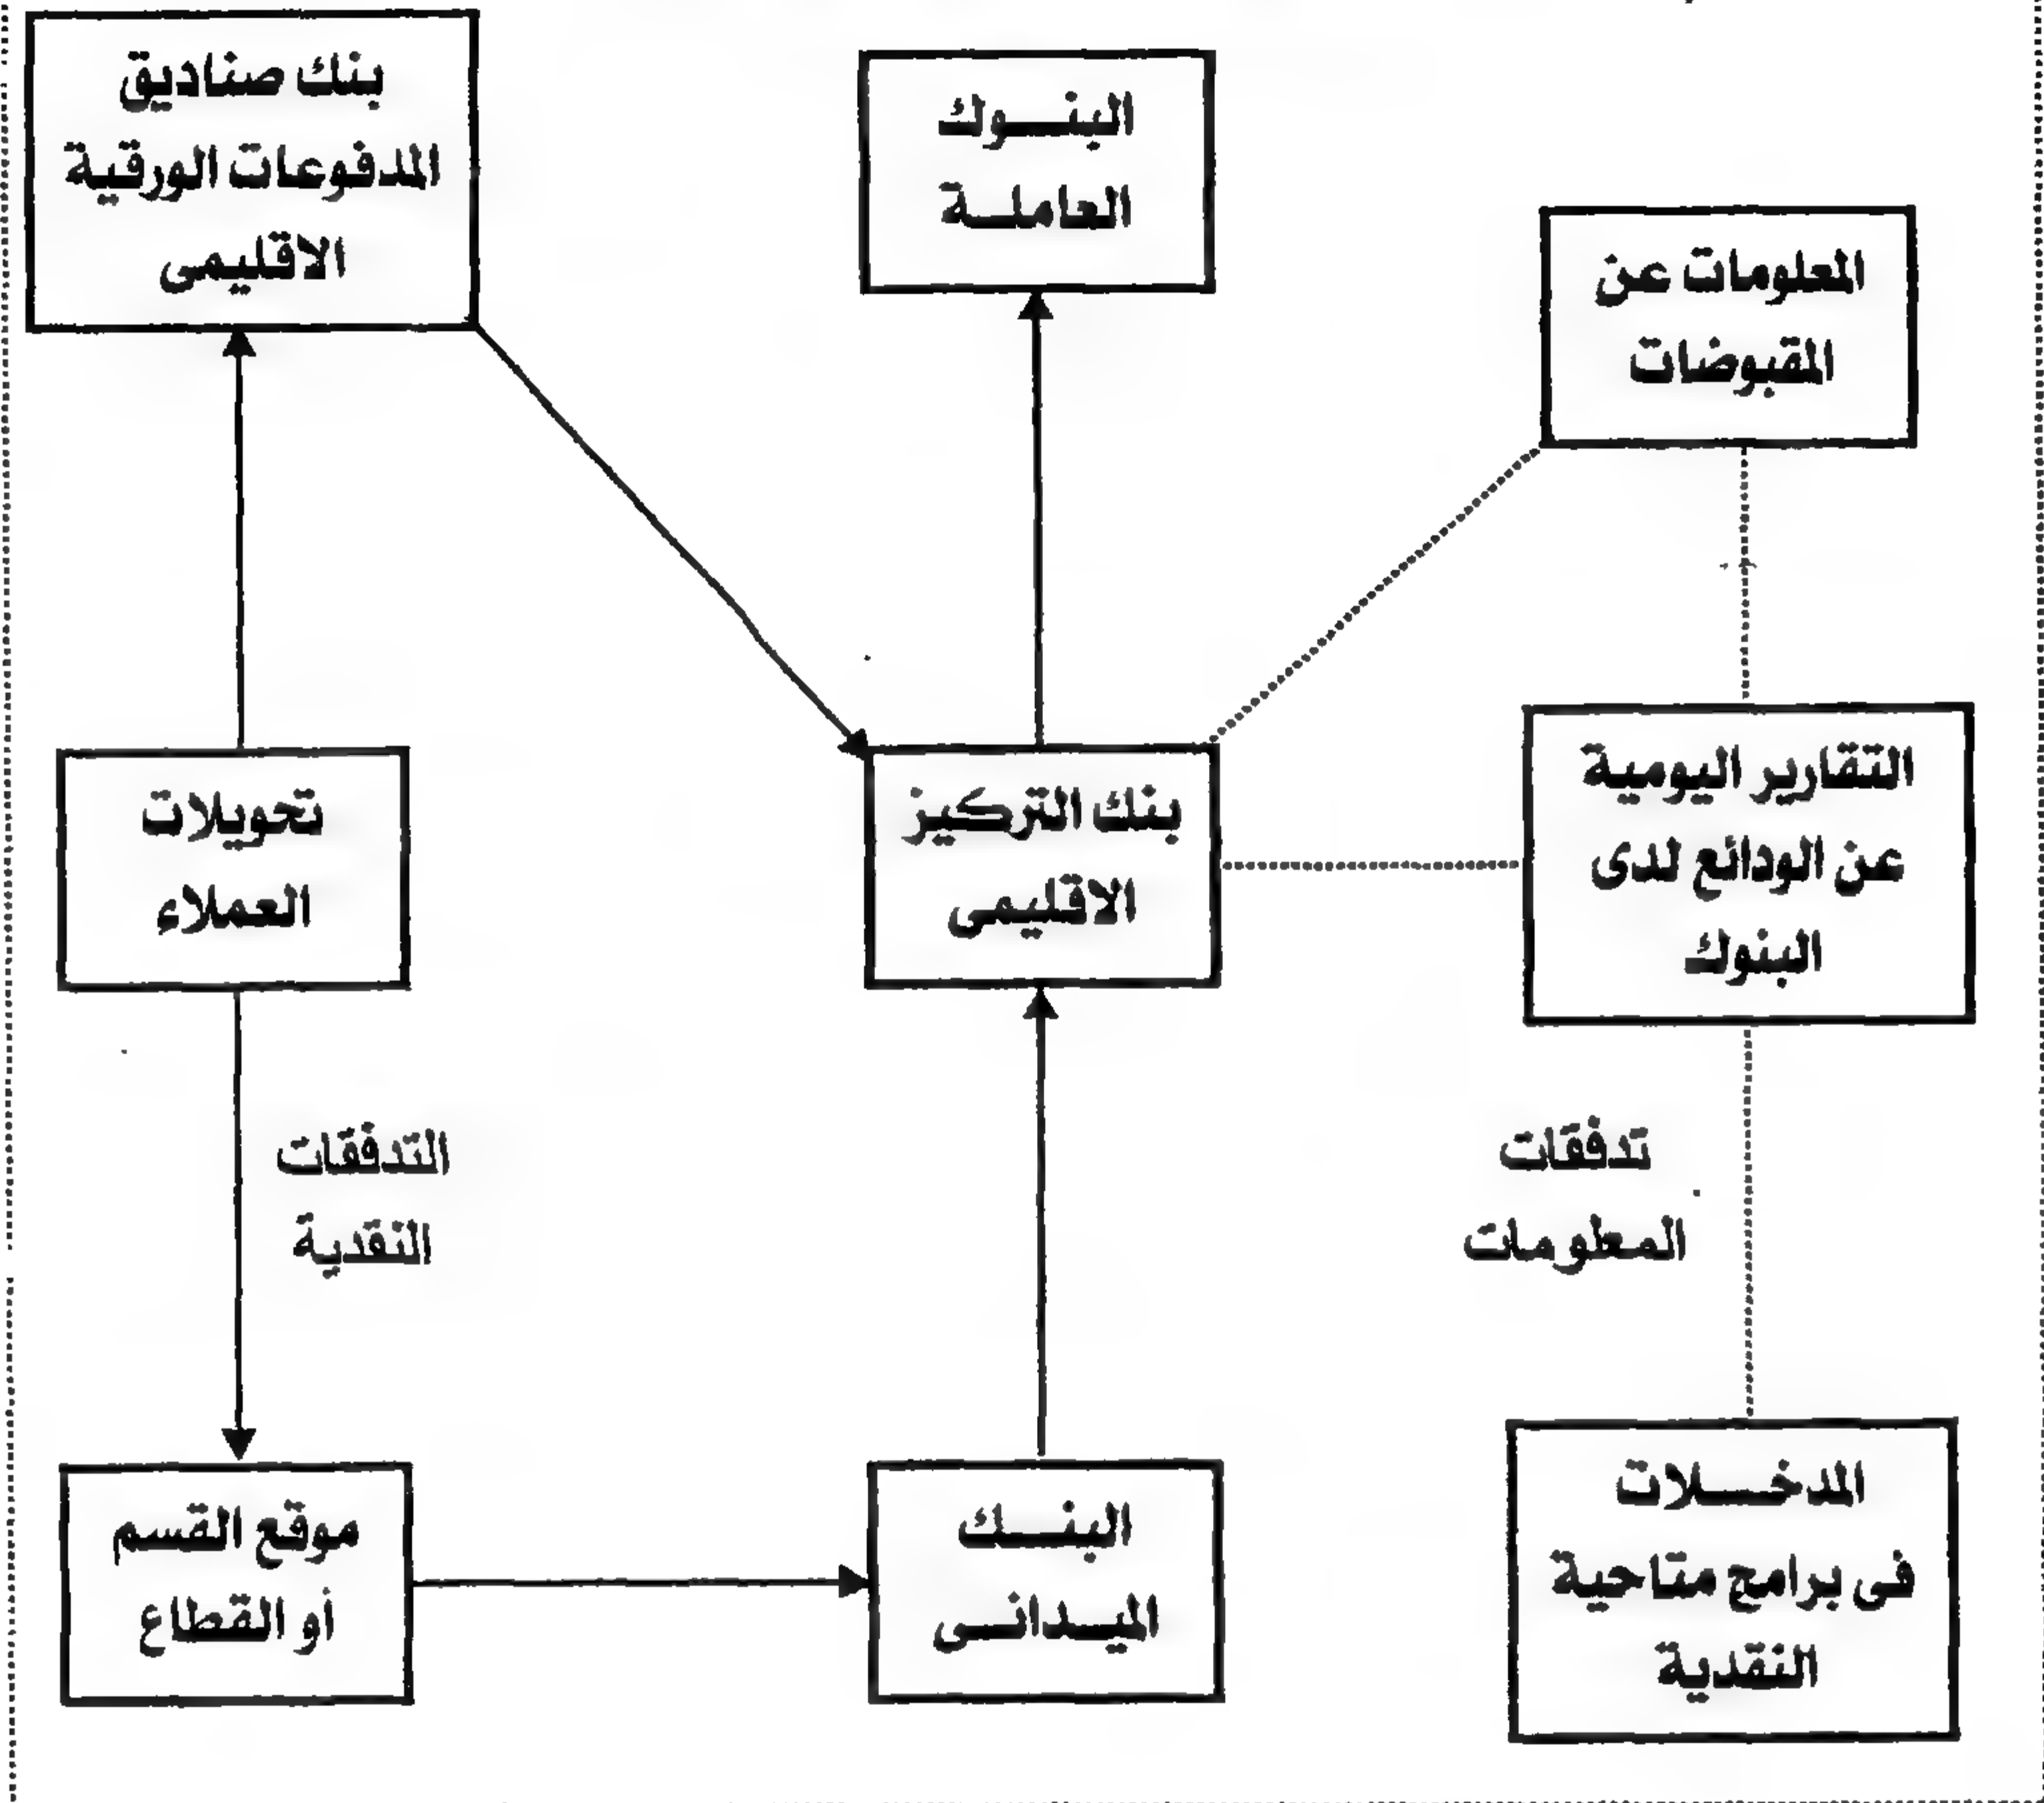 بنك صناديق
المدفوعات الورقية
الاقليمى
البنـــوك
العاملـــة
المعلومات عن
المقبوضات
تحويلات
العملاء
بنك التركيز
الاقليمى
التقارير اليومية
عن الودائع لدى
البنوك
التدفقات
النقدية
تدفقات
المعلومات
موقع القسم
أو القطاع
البنـــك
الميـدانـــى
المدخـــلات
فى برامج متاحية
النقدية